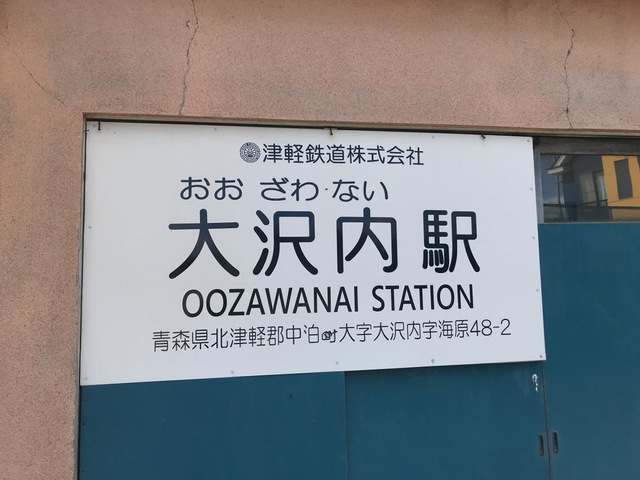 津軽鉄道株式会社
おお ざわ ない
大沢内駅
OOZAWANAI STATION
青森県北津軽郡中泊町大字大沢内字海原48-2